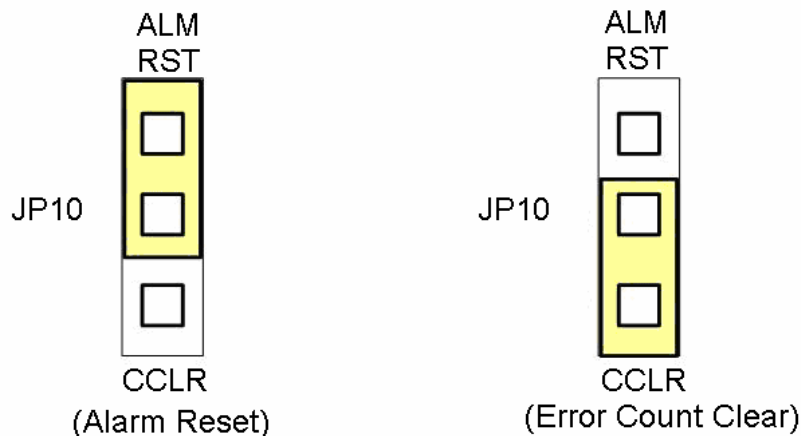 ALM
RST
JP10
CCLR
(Alarm Reset)
ALM
RST
JP10
CCLR
(Error Count Clear)